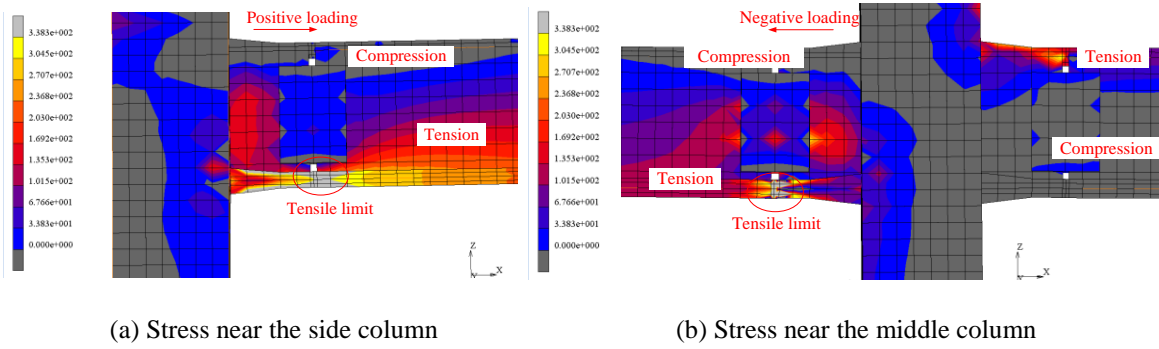 Positive loading
3.383e+002
3.045e+002
2.707e+002
2.368e+002
2.030e+002
1.692e+002
1.353e+002
1.015e+002
6.766e+001
3.383e+001
0.000e+000
Compression
Tension
Tensile limit
Z
Y X
Negative loading
3.383e+002
3.045e+002
2.707e+002
2.368e+002
2.030e+002
1.692e+002
1.353e+002
1.015e+002
6.766e+001
3.383e+001
0.000e+000
Compression
Tension
Compression
Tension
Tensile limit
Z
Y X
(a) Stress near the side column
(b) Stress near the middle column